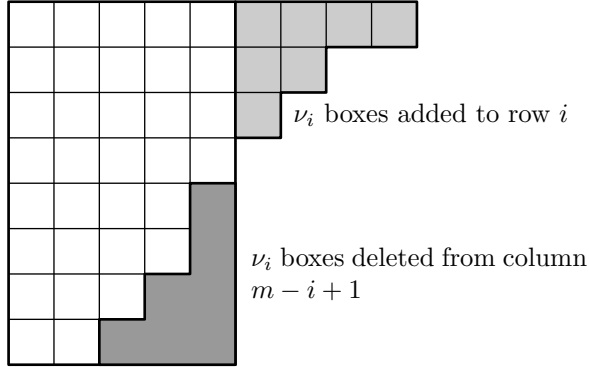 ν_i boxes added to row i
ν_i boxes deleted from column
m − i + 1